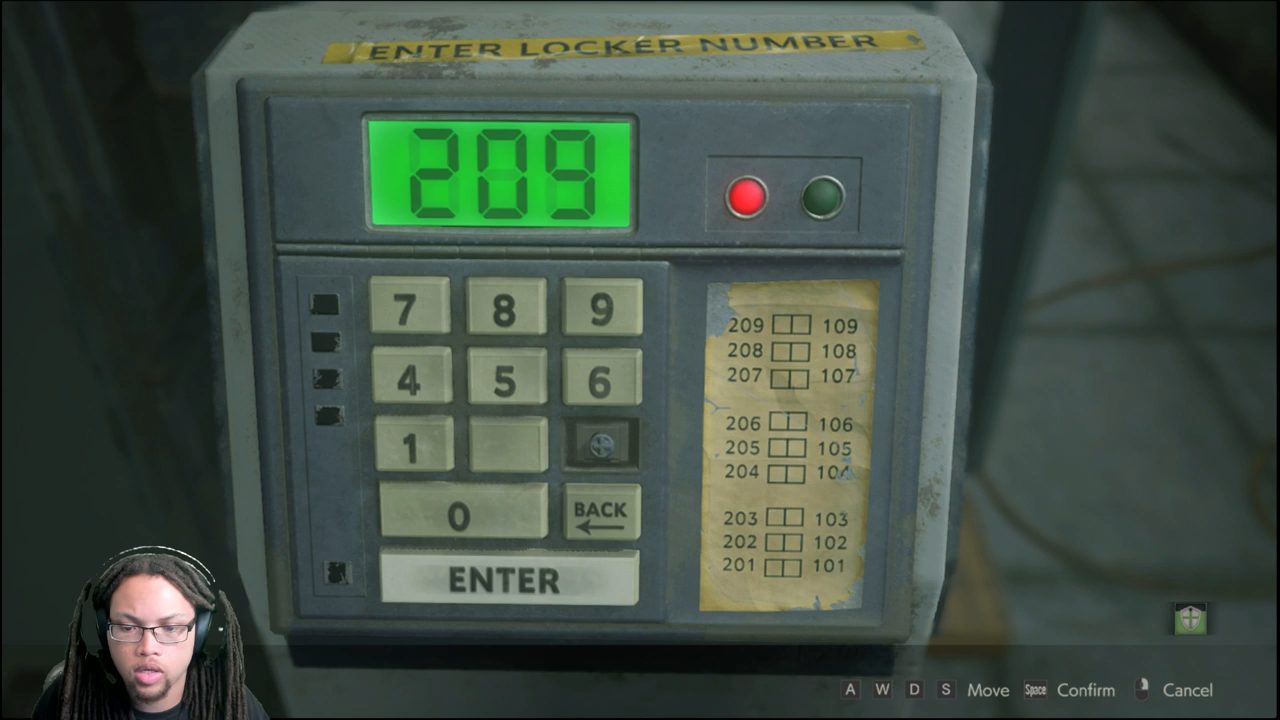 ENTER LOCKER NUMBER
209
7 8 9
4 5 6
1
0 BACK
ENTER
209 109
208 108
207 107
206 106
205 105
204 104
203 103
202 102
201 101
A W D S Move Space Confirm Cancel